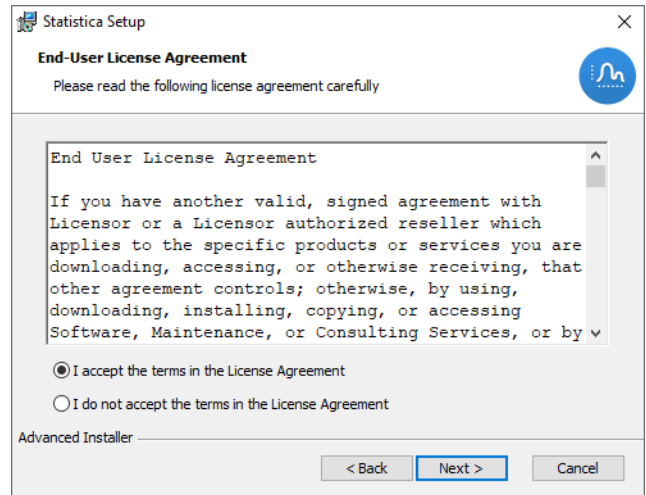 Statistica Setup
End-User License Agreement
Please read the following license agreement carefully
End User License Agreement
If you have another valid, signed agreement with
Licensor or a Licensor authorized reseller which
applies to the specific products or services you are
downloading, accessing, or otherwise receiving, that
other agreement controls; otherwise, by using,
downloading, installing, copying, or accessing
Software, Maintenance, or Consulting Services, or by
I accept the terms in the License Agreement
I do not accept the terms in the License Agreement
Advanced Installer
< Back Next > Cancel